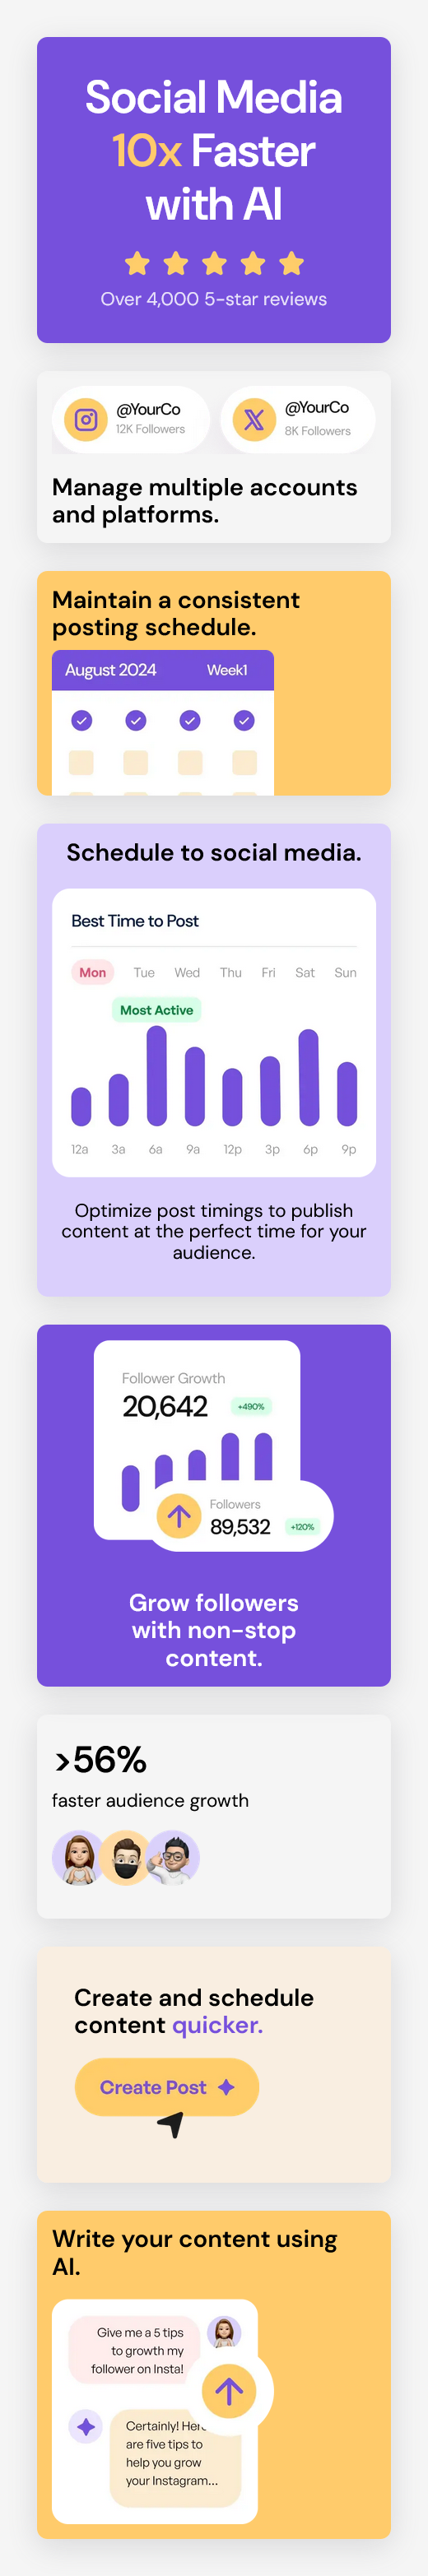 Social Media
10x Faster
with AI
Over 4,000 5-star reviews
@YourCo
12K Followers
@YourCo
8K Followers
Manage multiple accounts
and platforms.
Maintain a consistent
posting schedule.
August 2024 Week1
Schedule to social media.
Best Time to Post
Mon Tue Wed Thu Fri Sat Sun
Most Active
12a 3a 6a 9a 12p 3p 6p 9p
Optimize post timings to publish
content at the perfect time for your
audience.
Follower Growth
20,642 +490%
Followers
89,532 +120%
Grow followers
with non-stop
content.
>56%
faster audience growth
Create and schedule
content quicker.
Create Post
Write your content using
AI.
Give me a 5 tips
to growth my
follower on Insta!
Certainly! Here
are five tips to
help you grow
your Instagram...